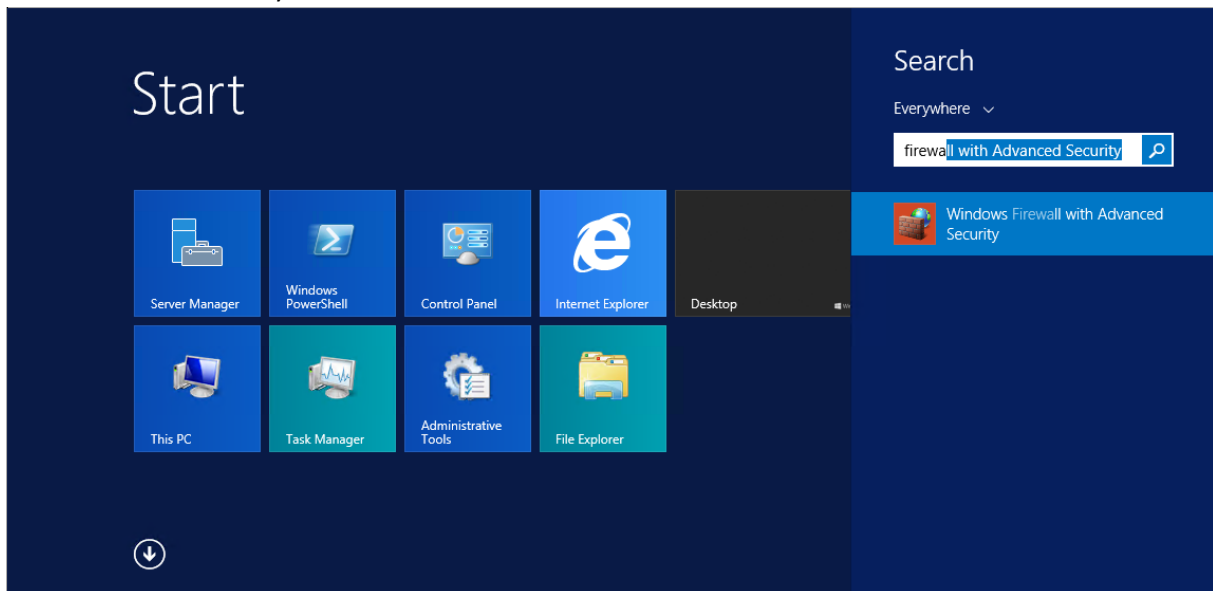 Start
Server Manager
Windows
PowerShell
Control Panel
Internet Explorer
Desktop
This PC
Task Manager
Administrative
Tools
File Explorer
Search
Everywhere
firewall with Advanced Security
Windows Firewall with Advanced
Security